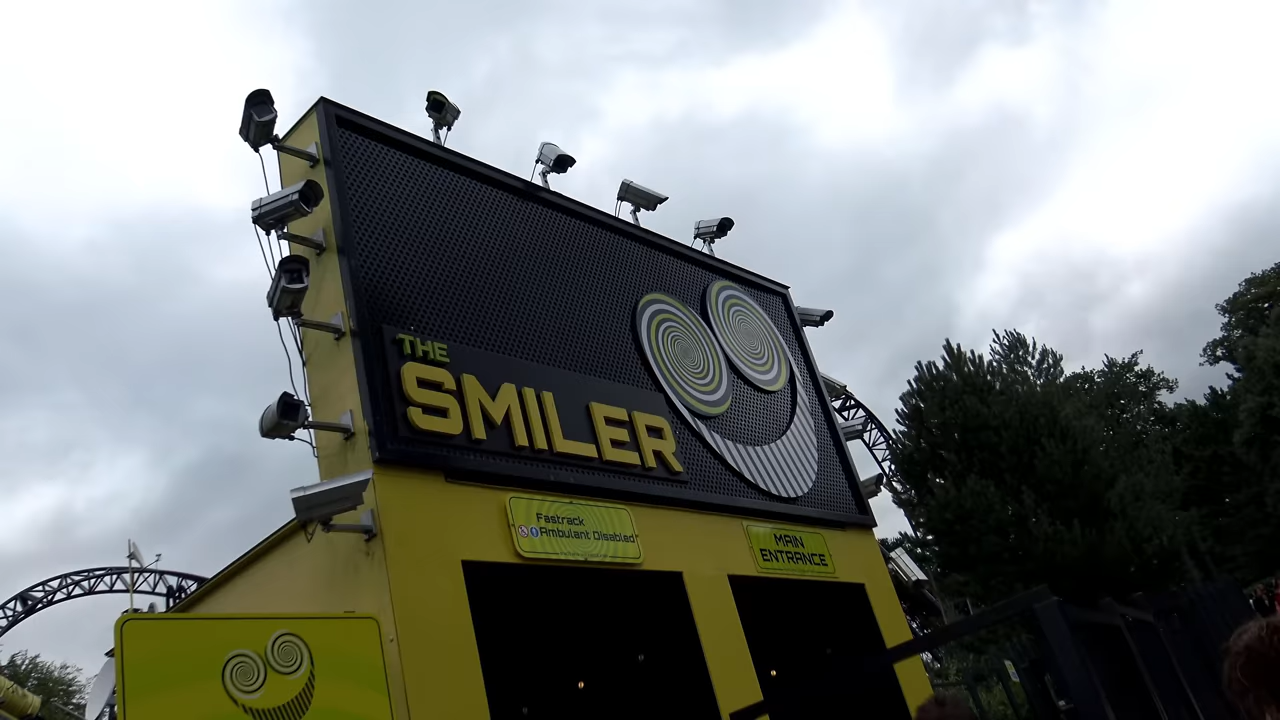 THE
SMILER
Fastrack
Ambulant Disabled
MAIN
ENTRANCE